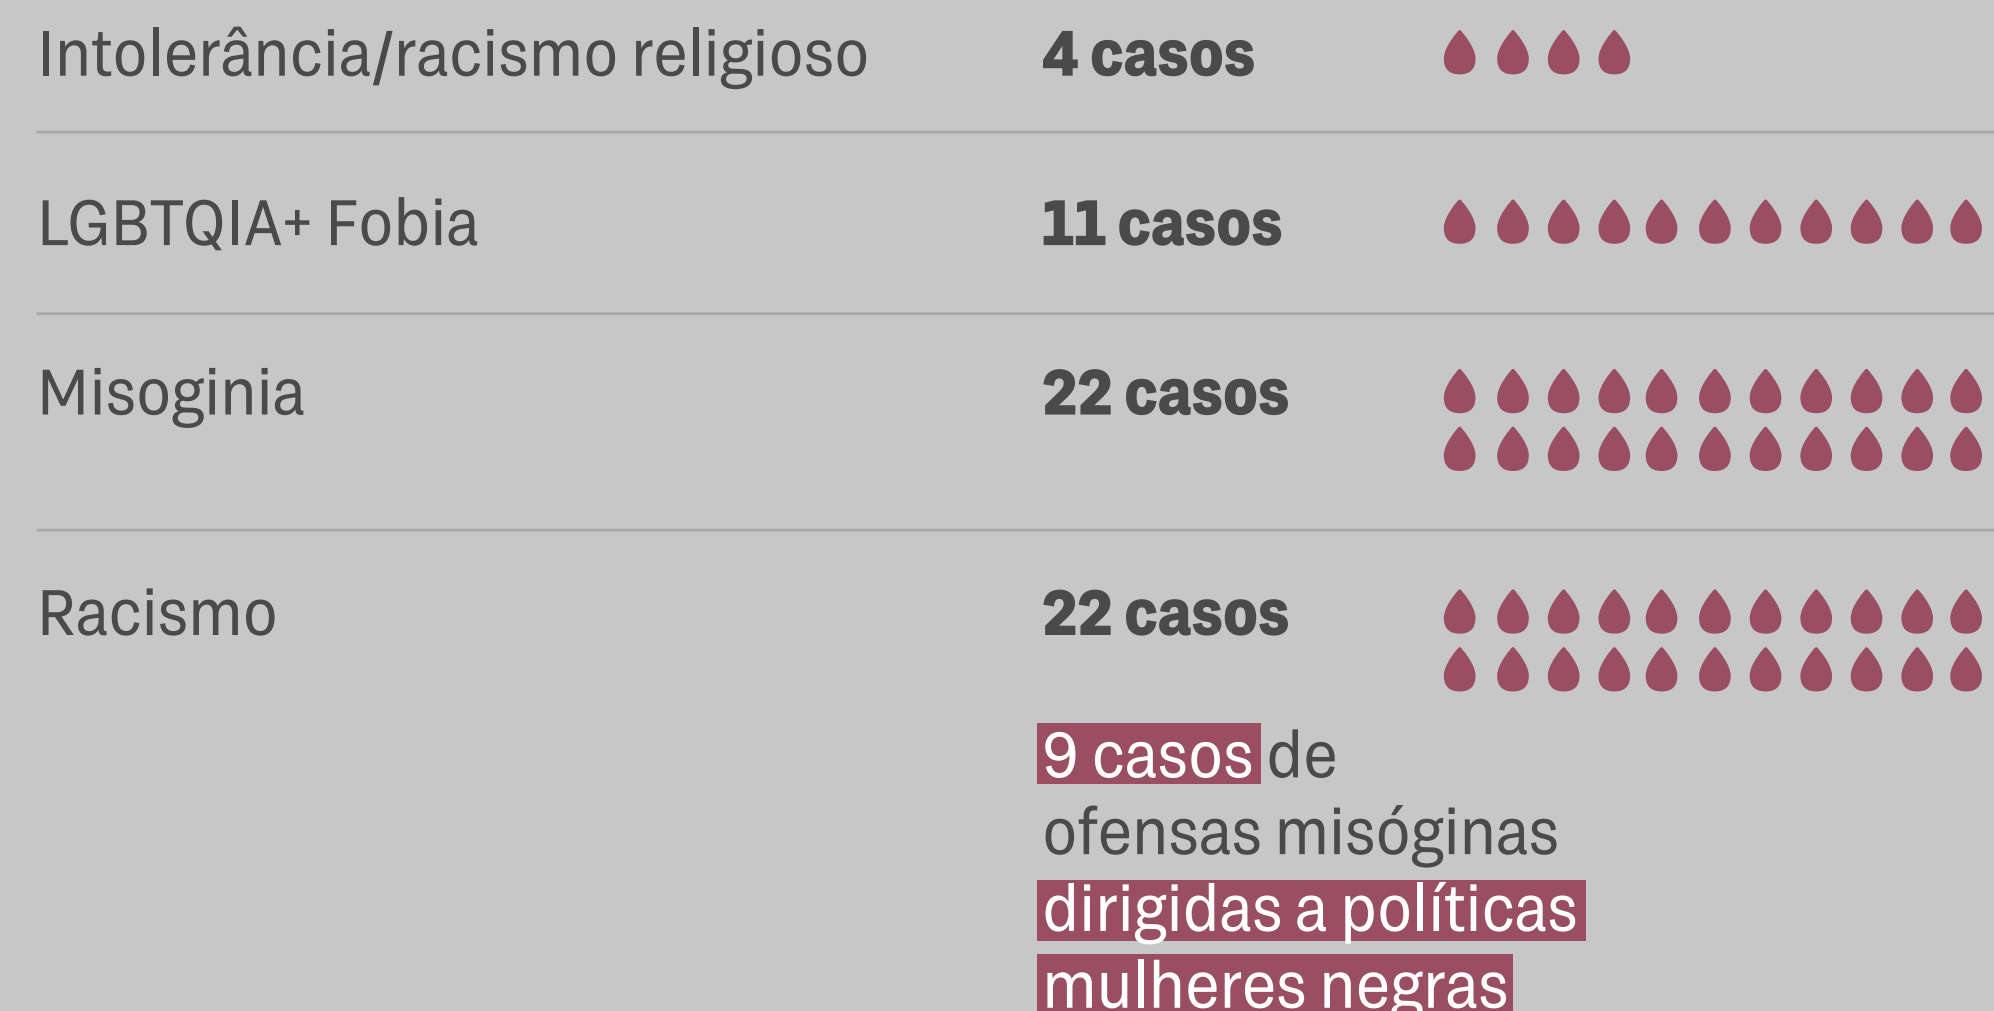 Intolerância/racismo religioso 4 casos
LGBTQIA+ Fobia 11 casos
Misoginia 22 casos
Racismo 22 casos
9 casos de
ofensas misóginas
dirigidas a políticas
mulheres negras